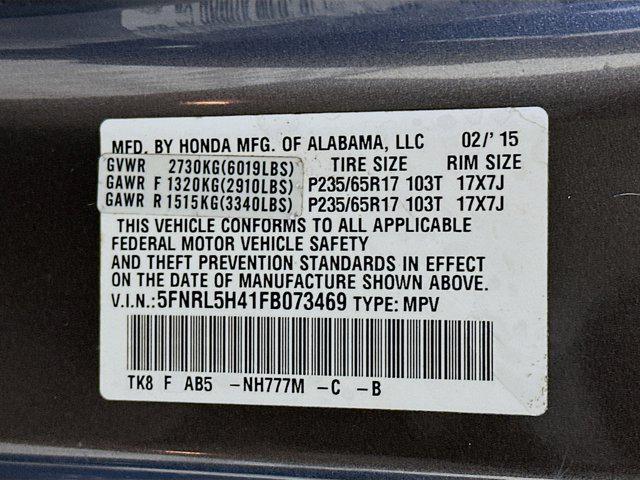 MFD. BY HONDA MFG. OF ALABAMA, LLC 02/' 15
GVWR 2730KG(6019LBS) TIRE SIZE RIM SIZE
GAWR F 1320KG(2910LBS) P235/65R17 103T 17X7J
GAWR R 1515KG(3340LBS) P235/65R17 103T 17X7J
THIS VEHICLE CONFORMS TO ALL APPLICABLE
FEDERAL MOTOR VEHICLE SAFETY
AND THEFT PREVENTION STANDARDS IN EFFECT
ON THE DATE OF MANUFACTURE SHOWN ABOVE.
V.I.N.: 5FNRL5H41FB073469 TYPE: MPV
TK8 F AB5 -NH777M -C -B